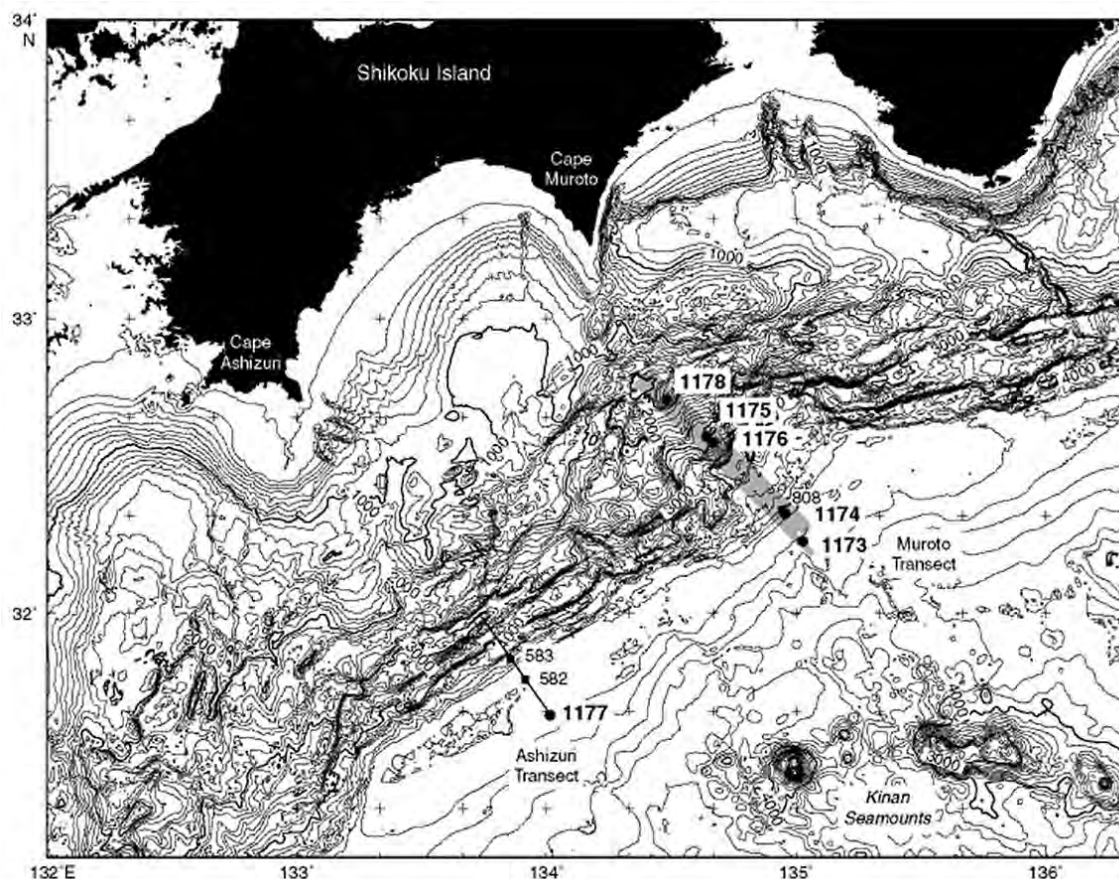 34°
N
Shikoku Island
Cape
Muroto
1000
33
Cape
Ashizuri
1000
1178
1175
1176
1000
808
1174
1173
Muroto
Transect
32
583
582
1177
Ashizuri
Transect
Kinan
Seamounts
132°E
133
134
135
136